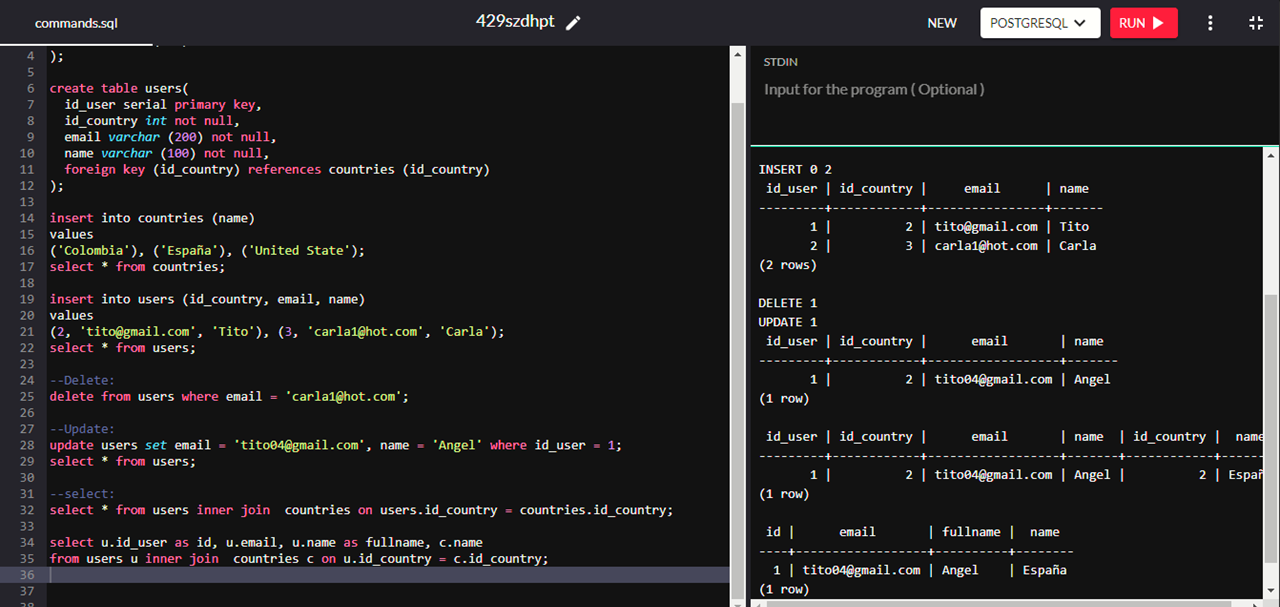 commands.sql
429szdhpt
NEW
POSTGRESQL
RUN
4 );
5
6 create table users(
7 id_user serial primary key,
8 id_country int not null,
9 email varchar (200) not null,
10 name varchar (100) not null,
11 foreign key (id_country) references countries (id_country)
12 );
13
14 insert into countries (name)
15 values
16 ('Colombia'), ('España'), ('United State');
17 select * from countries;
18
19 insert into users (id_country, email, name)
20 values
21 (2, 'tito@gmail.com', 'Tito'), (3, 'carla1@hot.com', 'Carla');
22 select * from users;
23
24 --Delete:
25 delete from users where email = 'carla1@hot.com';
26
27 --Update:
28 update users set email = 'tito04@gmail.com', name = 'Angel' where id_user = 1;
29 select * from users;
30
31 --select:
32 select * from users inner join  countries on users.id_country = countries.id_country;
33
34 select u.id_user as id, u.email, u.name as fullname, c.name
35 from users u inner join  countries c on u.id_country = c.id_country;
36
37
STDIN
Input for the program ( Optional )
INSERT 0 2
id_user | id_country |     email      | name
---------+------------+----------------+-------
1 |          2 | tito@gmail.com | Tito
2 |          3 | carla1@hot.com | Carla
(2 rows)
DELETE 1
UPDATE 1
id_user | id_country |      email       | name
---------+------------+------------------+-------
1 |          2 | tito04@gmail.com | Angel
(1 row)
id_user | id_country |      email       | name  | id_country |  name
---------+------------+------------------+-------+------------+------
1 |          2 | tito04@gmail.com | Angel |          2 | Españ
(1 row)
id |      email       | fullname |  name
----+------------------+----------+--------
1 | tito04@gmail.com | Angel    | España
(1 row)